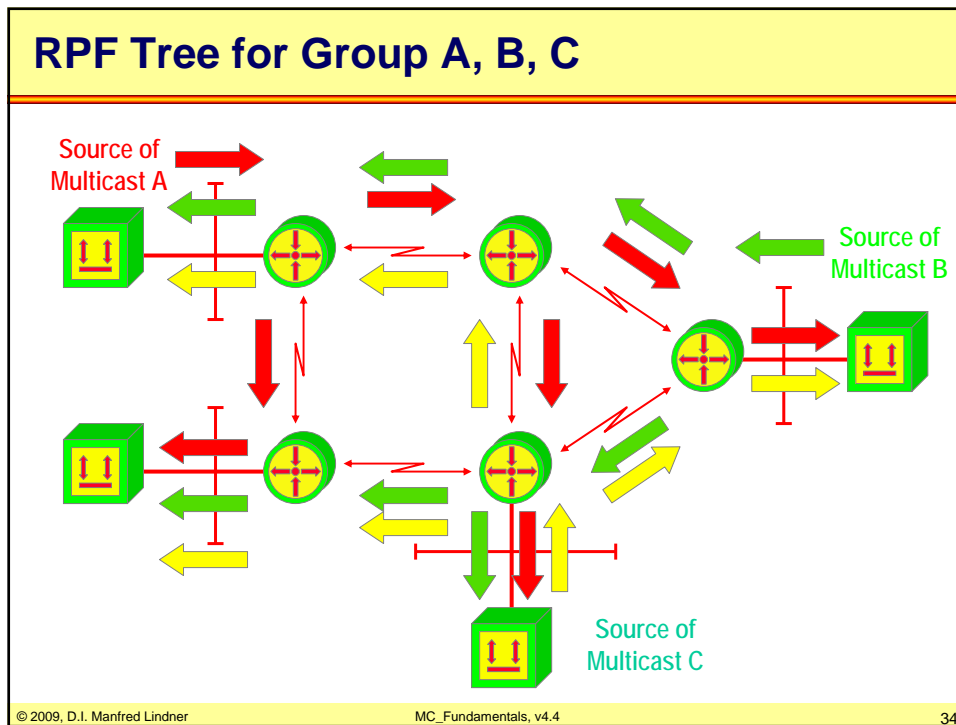 RPF Tree for Group A, B, C
Source of
Multicast A
Source of
Multicast B
Source of
Multicast C
© 2009, D.I. Manfred Lindner
MC_Fundamentals, v4.4
34